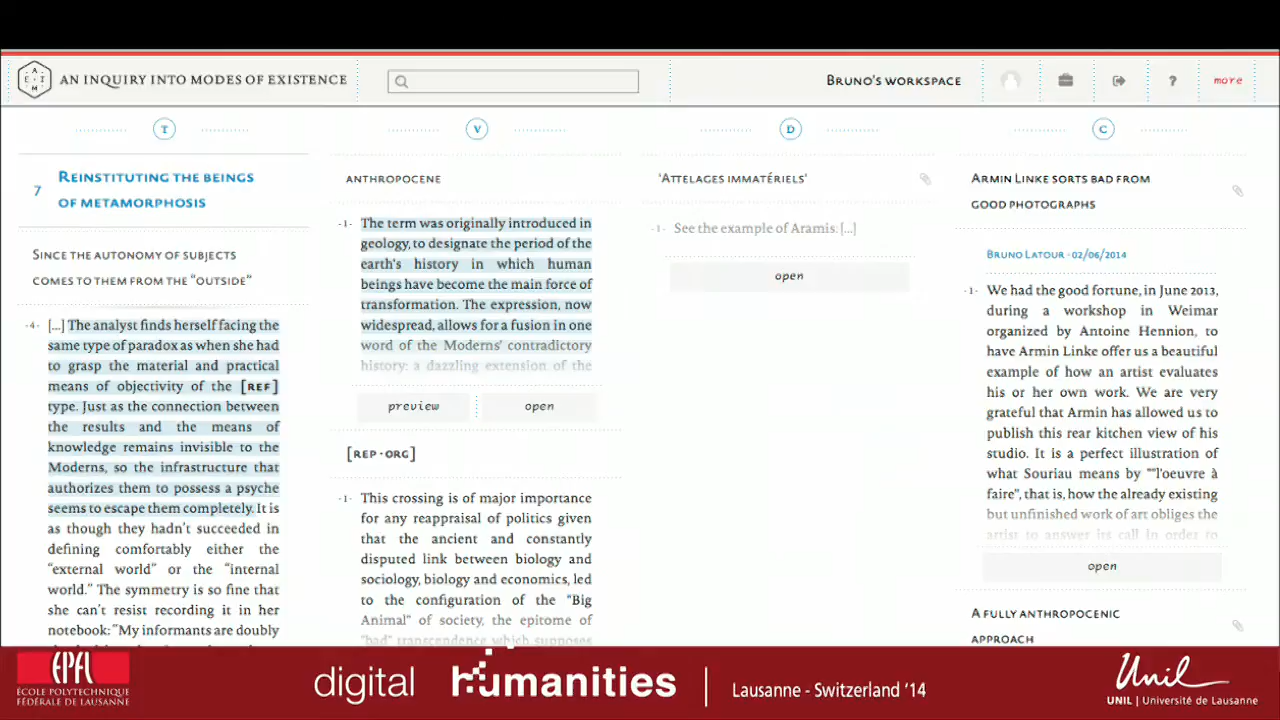 A
E I
M
AN INQUIRY INTO MODES OF EXISTENCE
BRUNO'S WORKSPACE
?
more
T
V
D
C
7
REINSTITUTING THE BEINGS
OF METAMORPHOSIS
SINCE THE AUTONOMY OF SUBJECTS
COMES TO THEM FROM THE "OUTSIDE"
-4- [...] The analyst finds herself facing the
same type of paradox as when she had
to grasp the material and practical
means of objectivity of the [REF]
type. Just as the connection between
the results and the means of
knowledge remains invisible to the
Moderns, so the infrastructure that
authorizes them to possess a psyche
seems to escape them completely. It is
as though they hadn't succeeded in
defining comfortably either the
"external world" or the "internal
world." The symmetry is so fine that
she can't resist recording it in her
notebook: "My informants are doubly
ANTHROPOCENE
-1- The term was originally introduced in
geology, to designate the period of the
earth's history in which human
beings have become the main force of
transformation. The expression, now
widespread, allows for a fusion in one
word of the Moderns' contradictory
history: a dazzling extension of the
preview
open
[REP·ORG]
-1- This crossing is of major importance
for any reappraisal of politics given
that the ancient and constantly
disputed link between biology and
sociology, biology and economics, led
to the configuration of the "Big
Animal" of society, the epitome of
"bad" transcendence which supposes
'ATTELAGES IMMATÉRIELS'
-1- See the example of Aramis. [...]
open
ARMIN LINKE SORTS BAD FROM
GOOD PHOTOGRAPHS
BRUNO LATOUR - 02/06/2014
-1- We had the good fortune, in June 2013,
during a workshop in Weimar
organized by Antoine Hennion, to
have Armin Linke offer us a beautiful
example of how an artist evaluates
his or her own work. We are very
grateful that Armin has allowed us to
publish this rear kitchen view of his
studio. It is a perfect illustration of
what Souriau means by ""l'oeuvre à
faire", that is, how the already existing
but unfinished work of art obliges the
artist to answer its call in order to
open
A FULLY ANTHROPOCENIC
APPROACH
EPFL
ÉCOLE POLYTECHNIQUE
FÉDÉRALE DE LAUSANNE
digital humanities
Lausanne - Switzerland '14
Unil
UNIL | Université de Lausanne